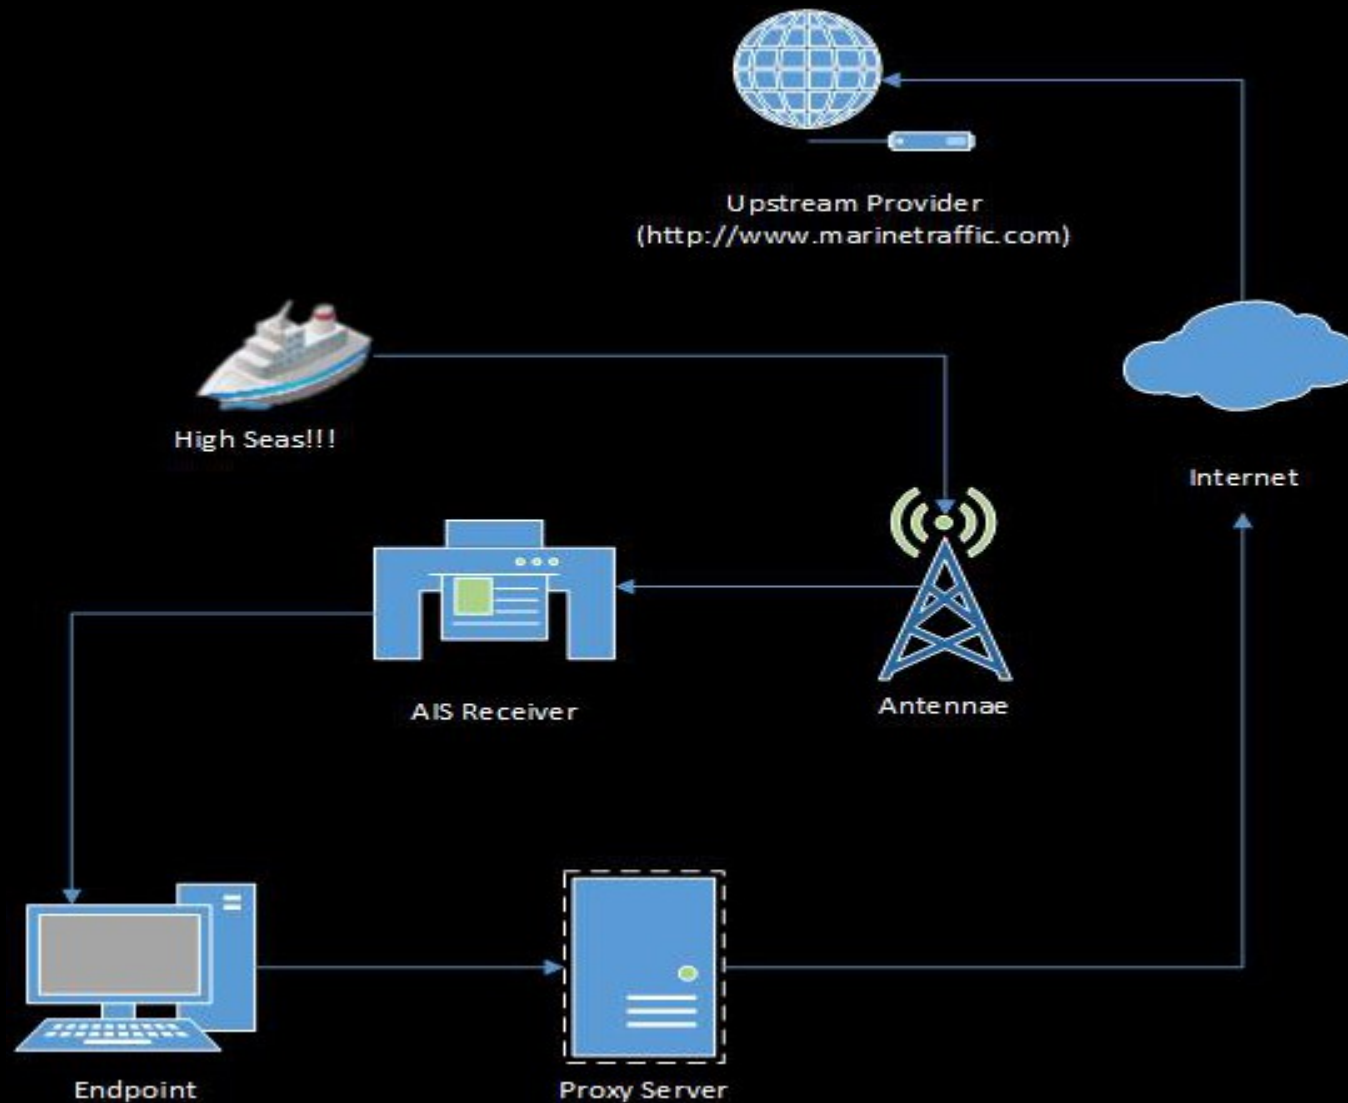 Upstream Provider
(http://www.marinetraffic.com)
High Seas!!!
Internet
AIS Receiver
Antennae
Endpoint
Proxy Server